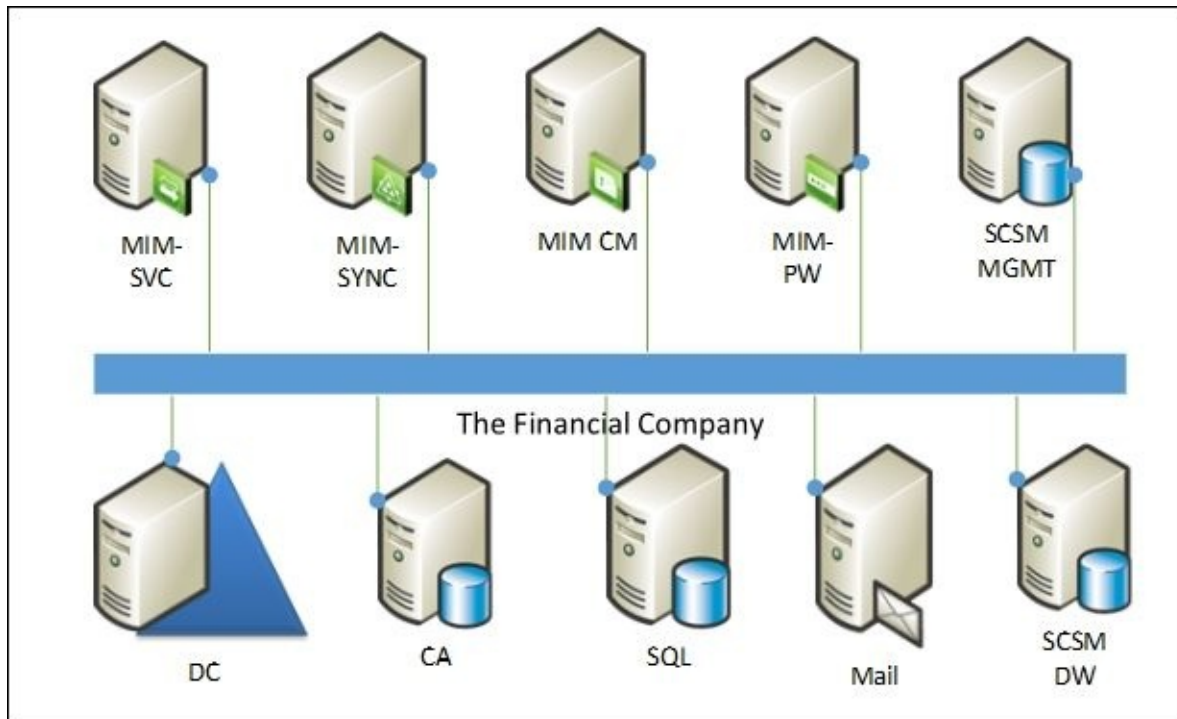 MIM-
SVC
MIM-
SYNC
MIM CM
MIM-
PW
SCSM
MGMT
The Financial Company
DC
CA
SQL
Mail
SCSM
DW